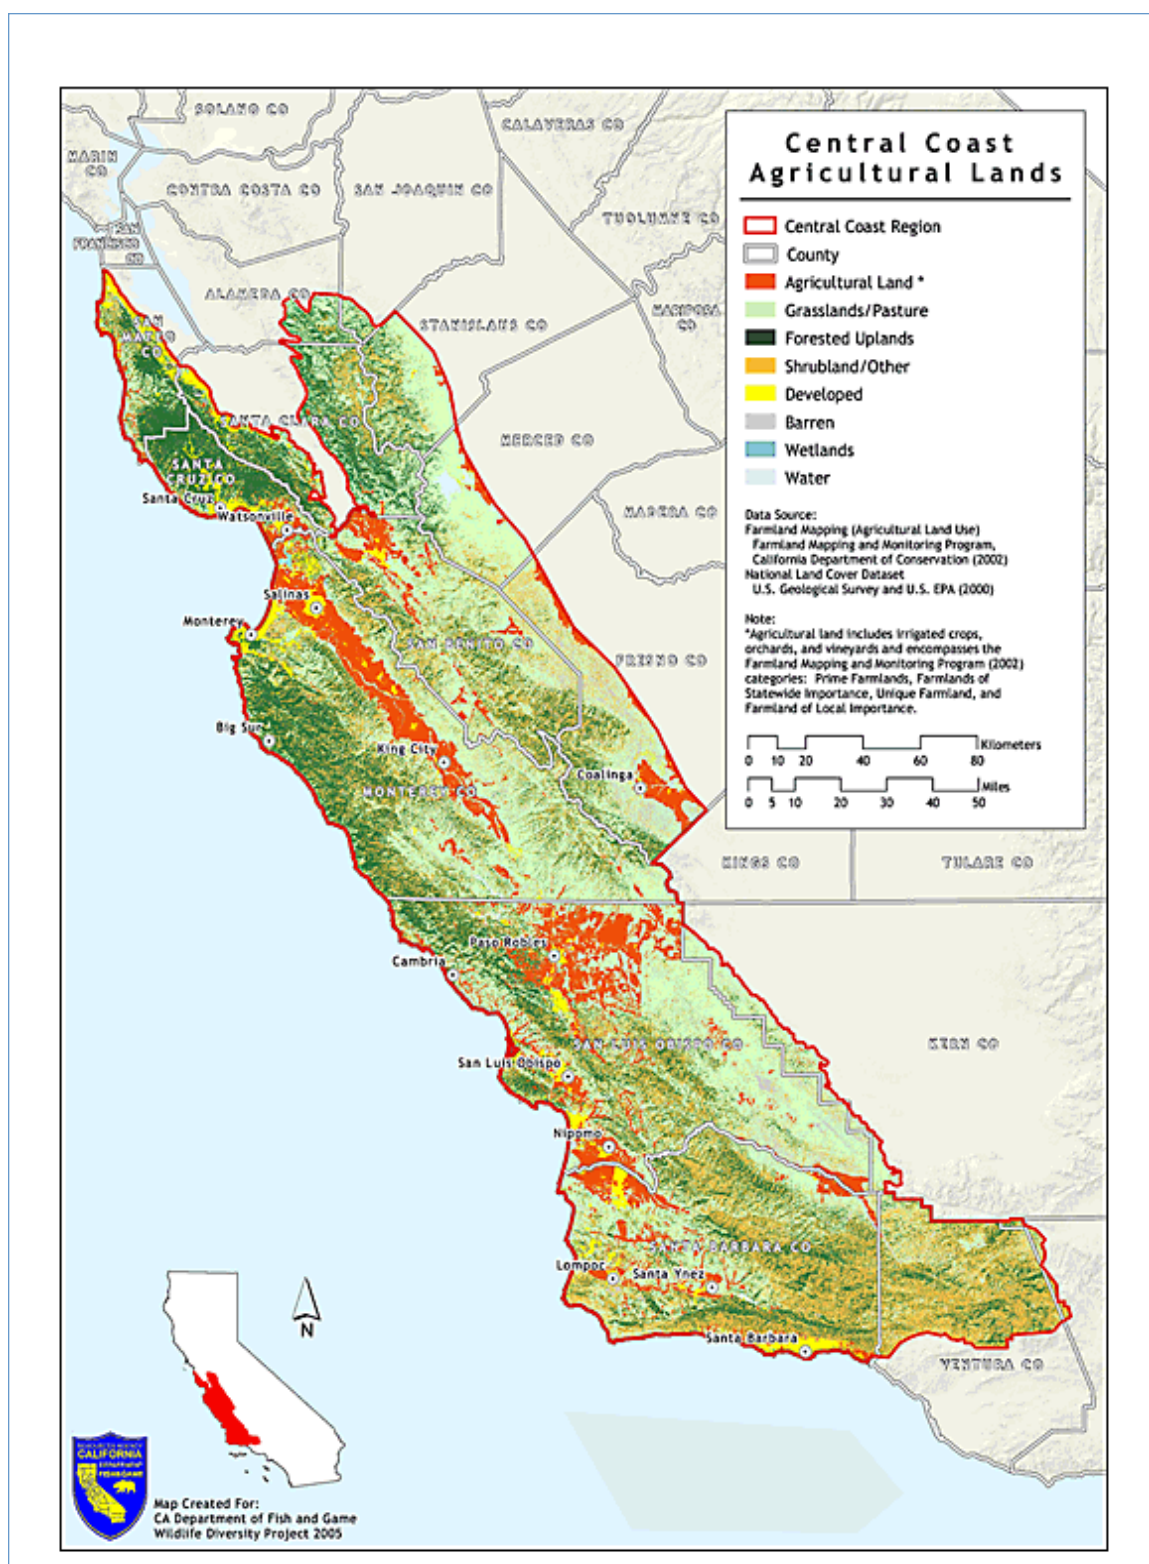 Central Coast
Agricultural Lands
Central Coast Region
County
Agricultural Land *
Grasslands/Pasture
Forested Uplands
Shrubland/Other
Developed
Barren
Wetlands
Water
Data Source:
Farmland Mapping (Agricultural Land Use)
Farmland Mapping and Monitoring Program,
California Department of Conservation (2002)
National Land Cover Dataset
U.S. Geological Survey and U.S. EPA (2000)
Note:
*Agricultural land includes irrigated crops,
orchards, and vineyards and encompasses the
Farmland Mapping and Monitoring Program (2002)
categories: Prime Farmlands, Farmlands of
Statewide Importance, Unique Farmland, and
Farmland of Local Importance.
Kilometers
0 10 20 40 60 80
Miles
0 5 10 20 30 40 50
SOLANO CO
CALAVERAS CO
MARIN
CO
CONTRA COSTA CO
SAN JOAQUIN CO
TUOLUMNE CO
SAN
FRANCISCO
CO
ALAMEDA CO
STANISLAUS CO
MARIPOSA
CO
SAN
MATEO
CO
SANTA CLARA CO
MERCED CO
SANTA
CRUZ CO
Santa Cruz
Watsonville
MADERA CO
Salinas
Monterey
SAN BENITO CO
FRESNO CO
Big Sur
King City
Coalinga
MONTEREY CO
KINGS CO
TULARE CO
Paso Robles
Cambria
SAN LUIS OBISPO CO
KERN CO
San Luis Obispo
Nipomo
SANTA BARBARA CO
Lompoc
Santa Ynez
Santa Barbara
VENTURA CO
N
CALIFORNIA
FISH&GAME
Map Created For:
CA Department of Fish and Game
Wildlife Diversity Project 2005